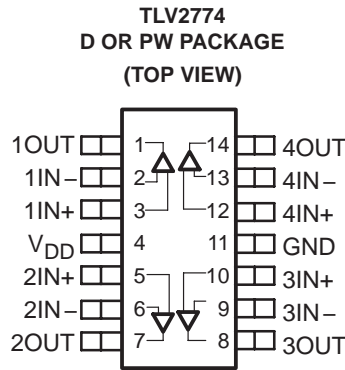 TLV2774
D OR PW PACKAGE
(TOP VIEW)
1OUT 1 14 4OUT
1IN− 2 13 4IN−
1IN+ 3 12 4IN+
VDD 4 11 GND
2IN+ 5 10 3IN+
2IN− 6 9 3IN−
2OUT 7 8 3OUT